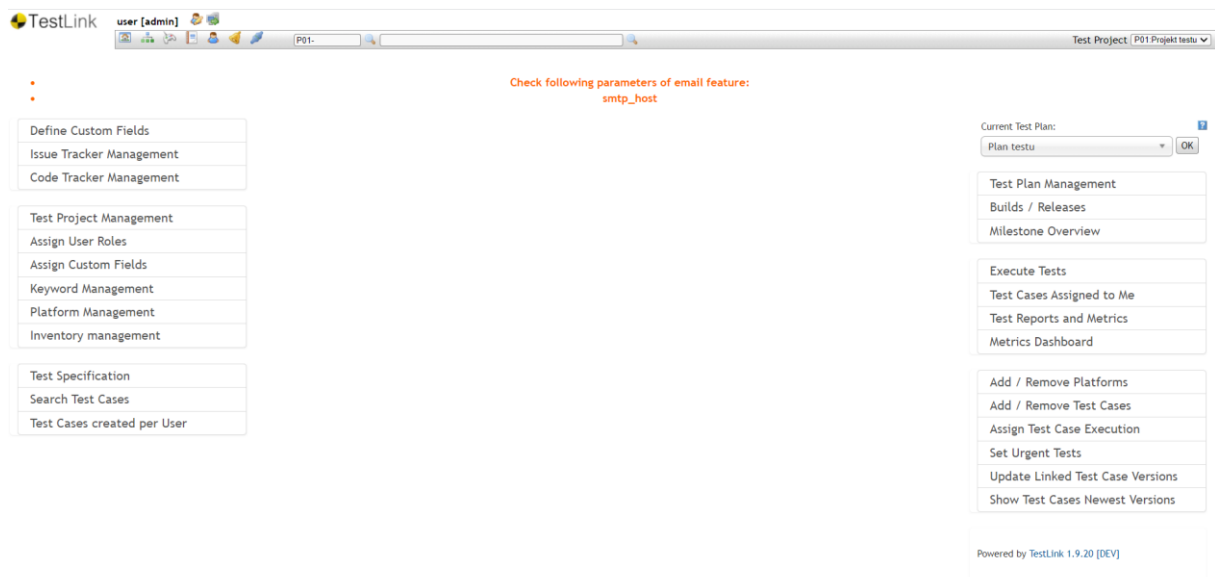 TestLink user [admin]
P01-
Test Project P01:Projekt testu
Check following parameters of email feature:
smtp_host
Define Custom Fields
Issue Tracker Management
Code Tracker Management
Test Project Management
Assign User Roles
Assign Custom Fields
Keyword Management
Platform Management
Inventory management
Test Specification
Search Test Cases
Test Cases created per User
Current Test Plan:
Plan testu OK
Test Plan Management
Builds / Releases
Milestone Overview
Execute Tests
Test Cases Assigned to Me
Test Reports and Metrics
Metrics Dashboard
Add / Remove Platforms
Add / Remove Test Cases
Assign Test Case Execution
Set Urgent Tests
Update Linked Test Case Versions
Show Test Cases Newest Versions
Powered by TestLink 1.9.20 [DEV]